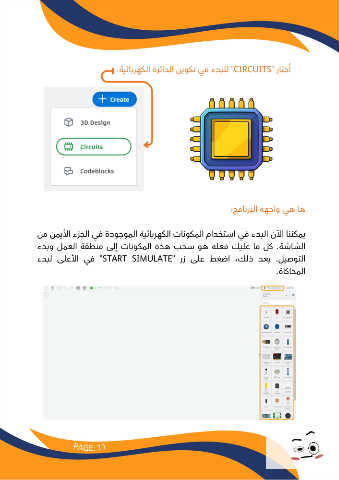 أختار "CIRCUITS" للبدء في تكوين الدائرة الكهربائية.
+ Create
3D Design
Circuits
Codeblocks
ها هي واجهة البرنامج:
يمكننا الآن البدء في استخدام المكونات الكهربائية الموجودة في الجزء الأيمن من
الشاشة. كل ما عليك فعله هو سحب هذه المكونات إلى منطقة العمل وبدء
التوصيل. بعد ذلك، اضغط على زر "START SIMULATE" في الأعلى لبدء
المحاكاة.
PAGE: ١٦